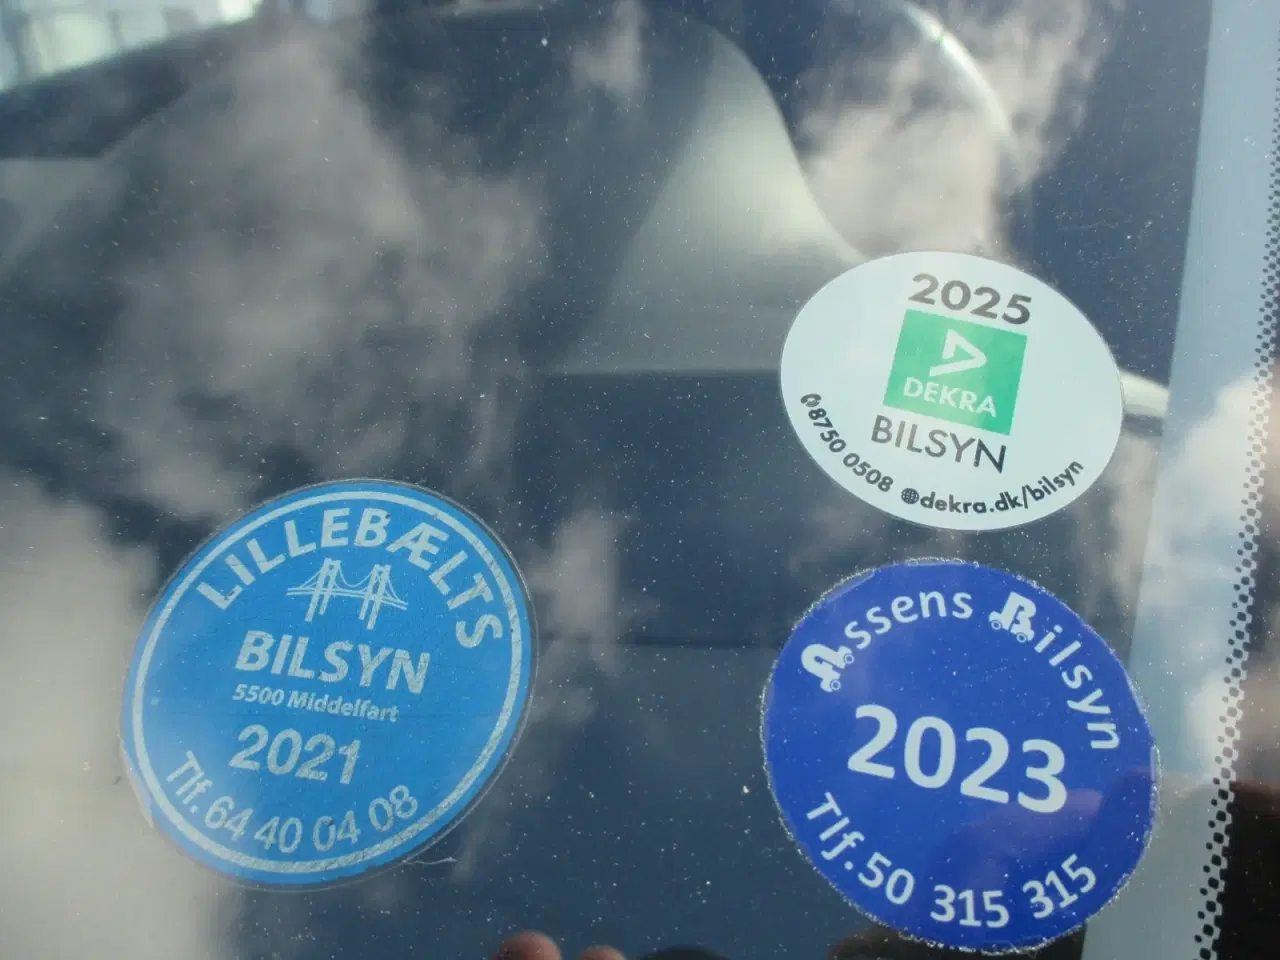 2025
DEKRA
BILSYN
8750 0508 dekra.dk/bilsyn
LILLEBÆLTS
BILSYN
5500 Middelfart
2021
Tlf. 64 40 04 08
Assens Bilsyn
2023
Tlf. 50 315 315